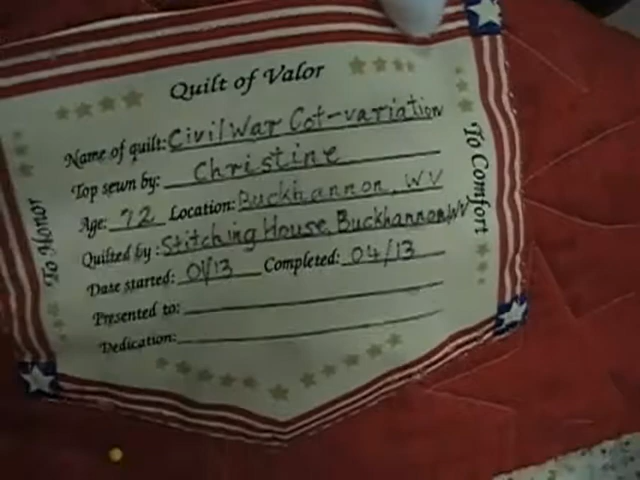 Quilt of Valor
Name of quilt: Civil War Cot-variation
Top sewn by: Christine
Age: 72 Location: Buckhannon, WV
Quilted by: Stitching House Buckhannon, WV
Date started: 01/13 Completed: 04/13
Presented to:
Dedication:
To Honor
To Comfort